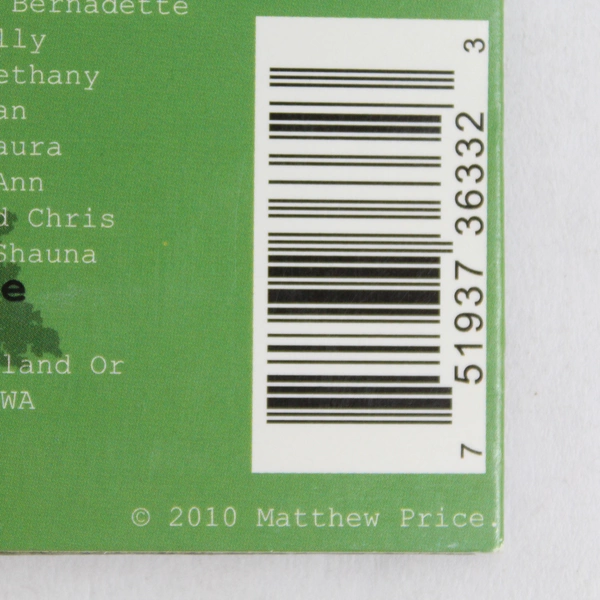 Bernadette
lly
ethany
an
aura
Ann
d Chris
Shauna
e
land Or
WA
7 51937 36332 3
© 2010 Matthew Price.